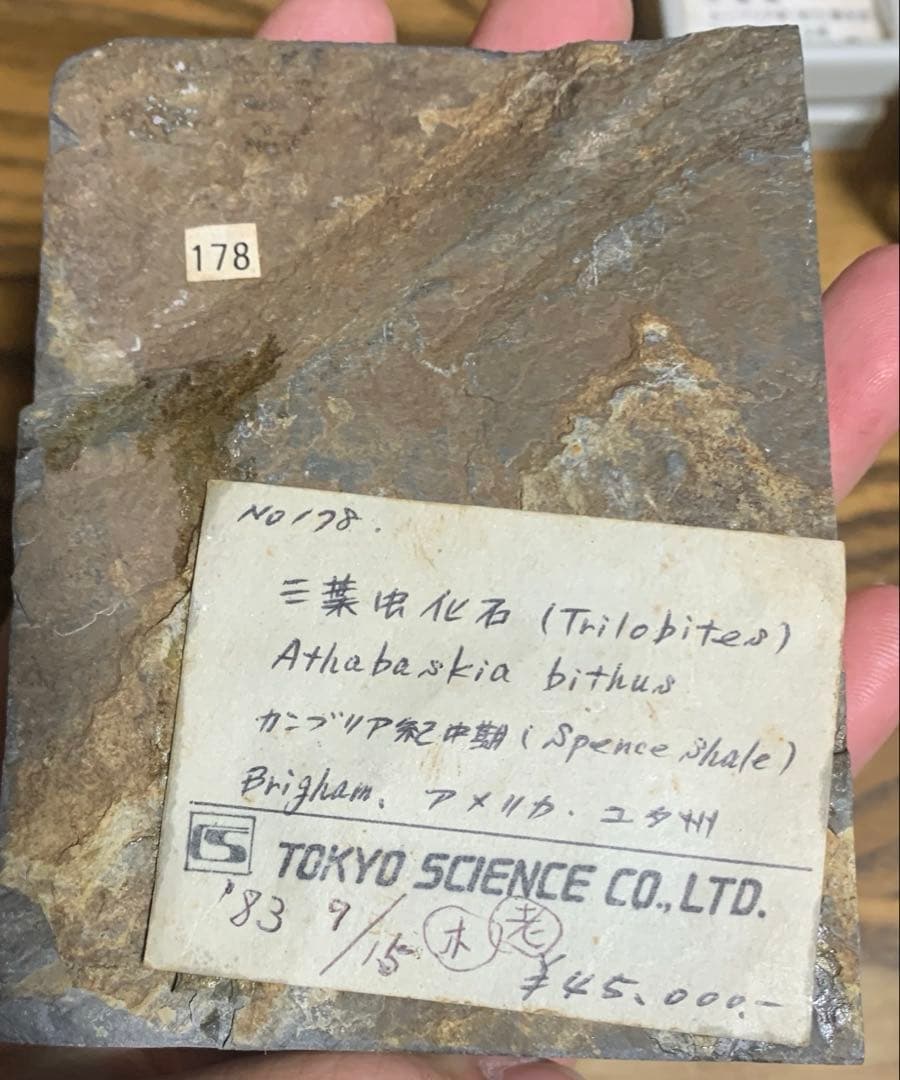 178
No 178.
三葉虫化石 (Trilobites)
Athabaskia bithus
カンブリア紀中期 (Spence shale)
Brigham、アメリカ・ユタ州
TOKYO SCIENCE CO., LTD.
'83 9/15 木 老
¥45,000.-